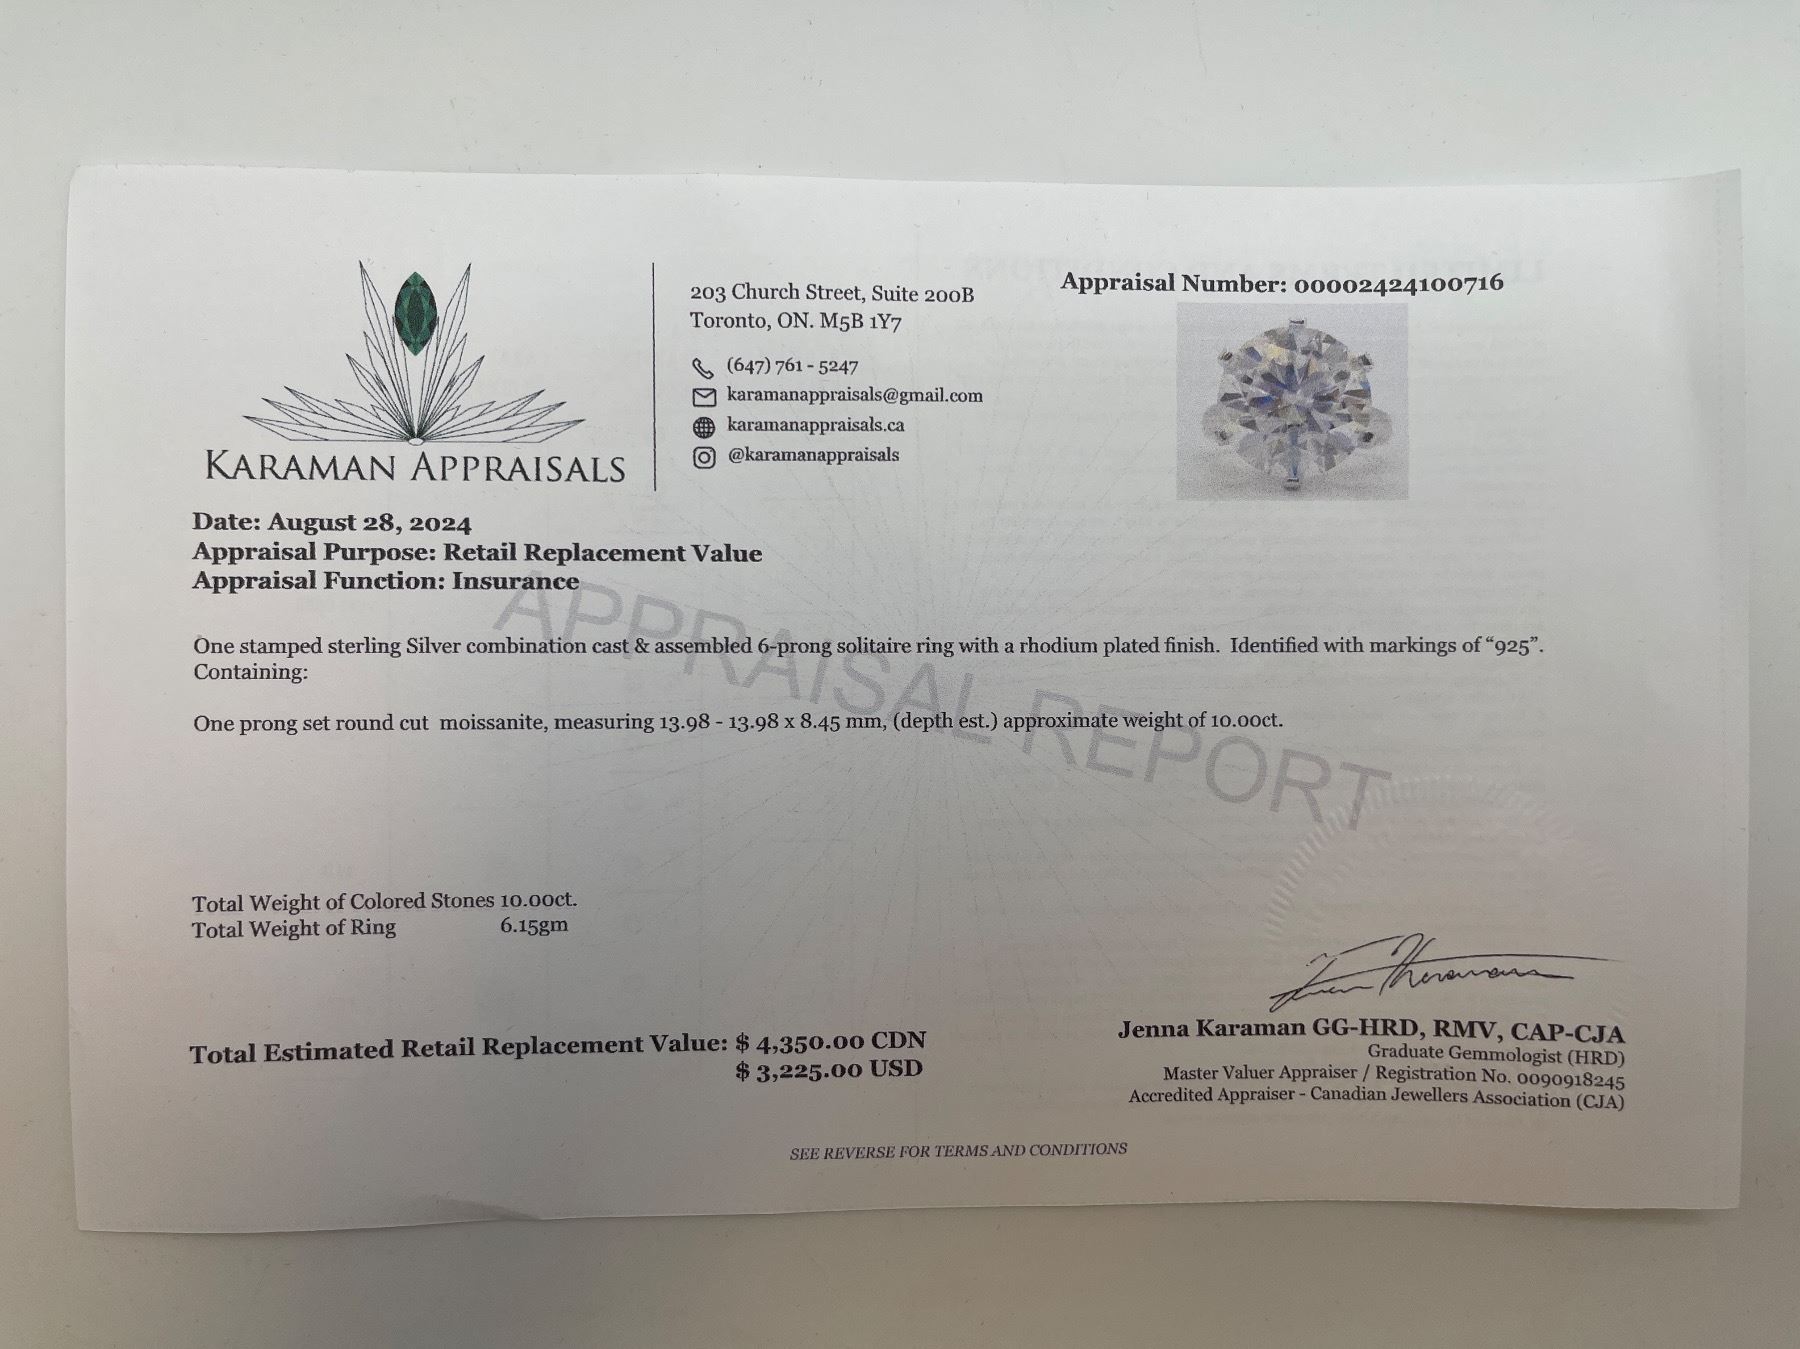 KARAMAN APPRAISALS
203 Church Street, Suite 200B
Toronto, ON. M5B 1Y7
(647) 761 - 5247
karamanappraisals@gmail.com
karamanappraisals.ca
@karamanappraisals
Appraisal Number: 00002424100716
Date: August 28, 2024
Appraisal Purpose: Retail Replacement Value
Appraisal Function: Insurance
APPRAISAL REPORT
One stamped sterling Silver combination cast & assembled 6-prong solitaire ring with a rhodium plated finish. Identified with markings of “925”.
Containing:
One prong set round cut moissanite, measuring 13.98 - 13.98 x 8.45 mm, (depth est.) approximate weight of 10.00ct.
Total Weight of Colored Stones 10.00ct.
Total Weight of Ring 6.15gm
Total Estimated Retail Replacement Value: $ 4,350.00 CDN
$ 3,225.00 USD
Jenna Karaman GG-HRD, RMV, CAP-CJA
Graduate Gemmologist (HRD)
Master Valuer Appraiser / Registration No. 0090918245
Accredited Appraiser - Canadian Jewellers Association (CJA)
SEE REVERSE FOR TERMS AND CONDITIONS